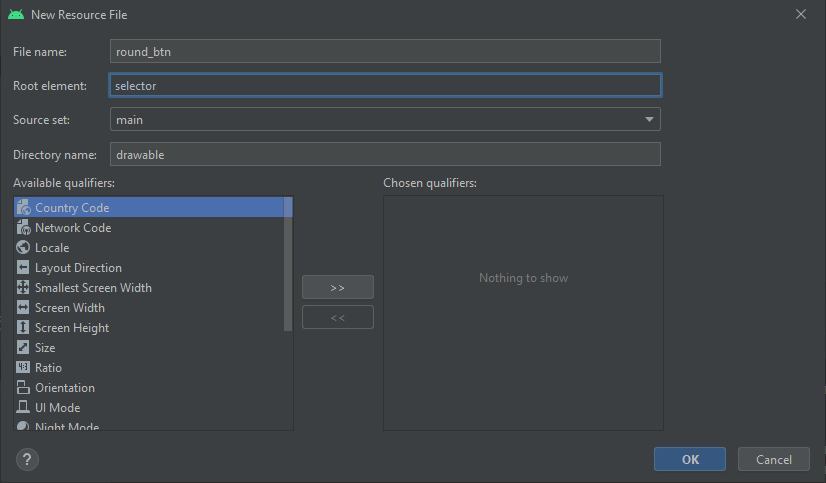 New Resource File
File name:
round_btn
Root element:
selector
Source set:
main
Directory name:
drawable
Available qualifiers:
Country Code
Network Code
Locale
Layout Direction
Smallest Screen Width
Screen Width
Screen Height
Size
Ratio
Orientation
UI Mode
Night Mode
>>
<<
Chosen qualifiers:
Nothing to show
?
OK
Cancel